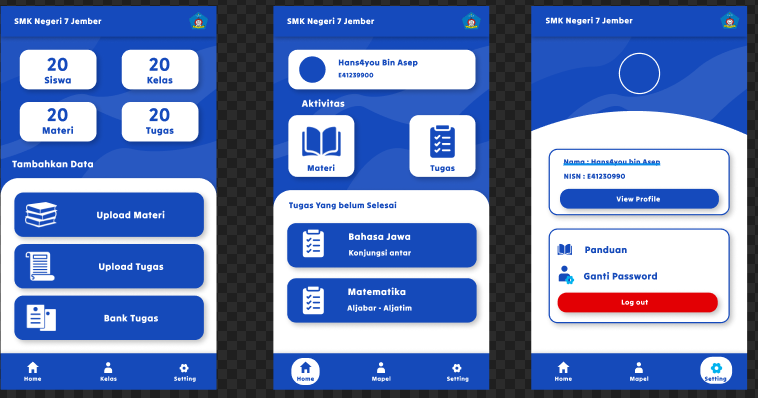 SMK Negeri 7 Jember
20
Siswa
20
Kelas
20
Materi
20
Tugas
Tambahkan Data
Upload Materi
Upload Tugas
Bank Tugas
Home
Kelas
Setting
SMK Negeri 7 Jember
Hans4you Bin Asep
E41239900
Aktivitas
Materi
Tugas
Tugas Yang belum Selesai
Bahasa Jawa
Konjungsi antar
Matematika
Aljabar - Aljatim
Home
Mapel
Setting
SMK Negeri 7 Jember
Nama : Hans4you bin Asep
NISN : E41230990
View Profile
Panduan
Ganti Password
Log out
Home
Mapel
Setting